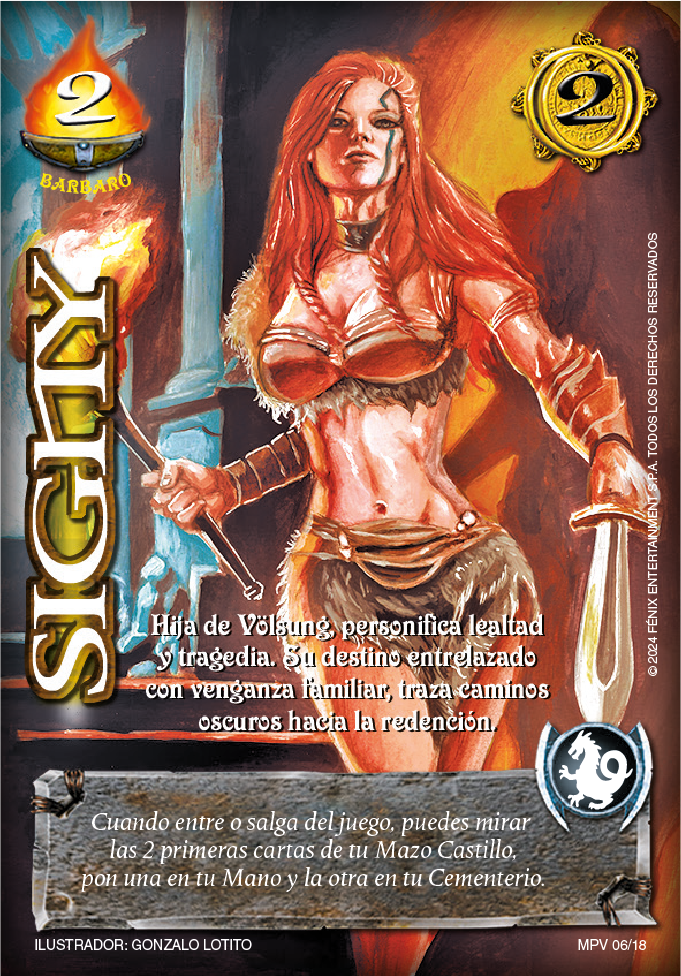 2
2
BÁRBARO
SIGNY
© 2024 FÉNIX ENTERTAINMENT S.P.A. TODOS LOS DERECHOS RESERVADOS
Hija de Völsung, personifica lealtad
y tragedia. Su destino entrelazado
con venganza familiar, traza caminos
oscuros hacia la redención.
Cuando entre o salga del juego, puedes mirar
las 2 primeras cartas de tu Mazo Castillo,
pon una en tu Mano y la otra en tu Cementerio.
ILUSTRADOR: GONZALO LOTITO
MPV 06/18